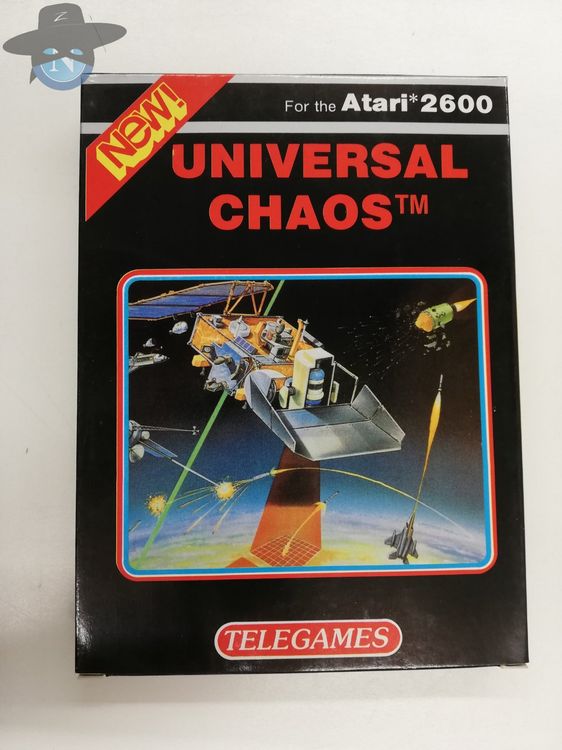 Z
N
NEW!
For the Atari*2600
UNIVERSAL
CHAOS™
TELEGAMES